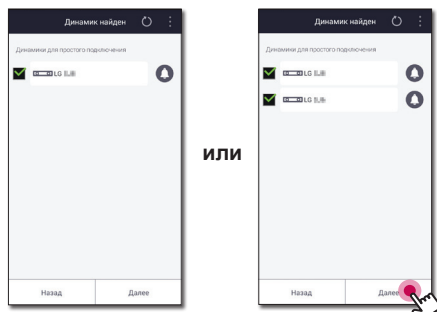 Динамик найден
Динамики для простого подключения
LG
Назад Далее
или
Динамик найден
Динамики для простого подключения
LG
LG
Назад Далее